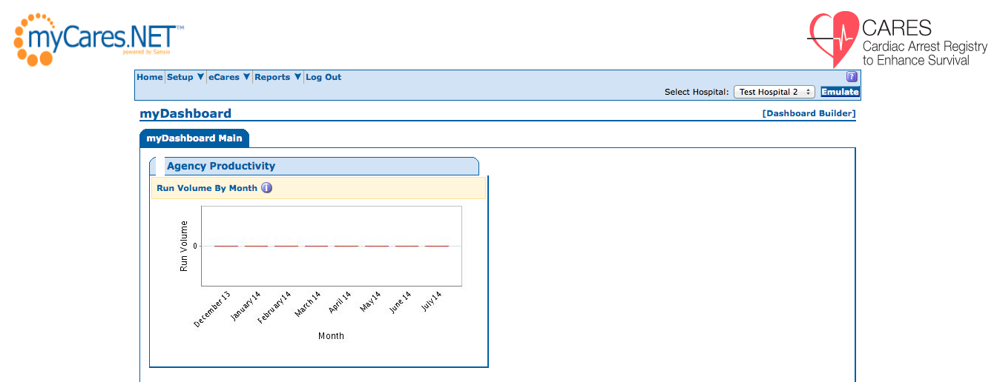 myCares.NET™
powered by Sansio
CARES
Cardiac Arrest Registry
to Enhance Survival
Home Setup ▼ eCares ▼ Reports ▼ Log Out ?
Select Hospital: Test Hospital 2 Emulate
myDashboard [Dashboard Builder]
myDashboard Main
Agency Productivity
Run Volume By Month i
Run Volume
0
December 13 January 14 February 14 March 14 April 14 May 14 June 14 July 14
Month